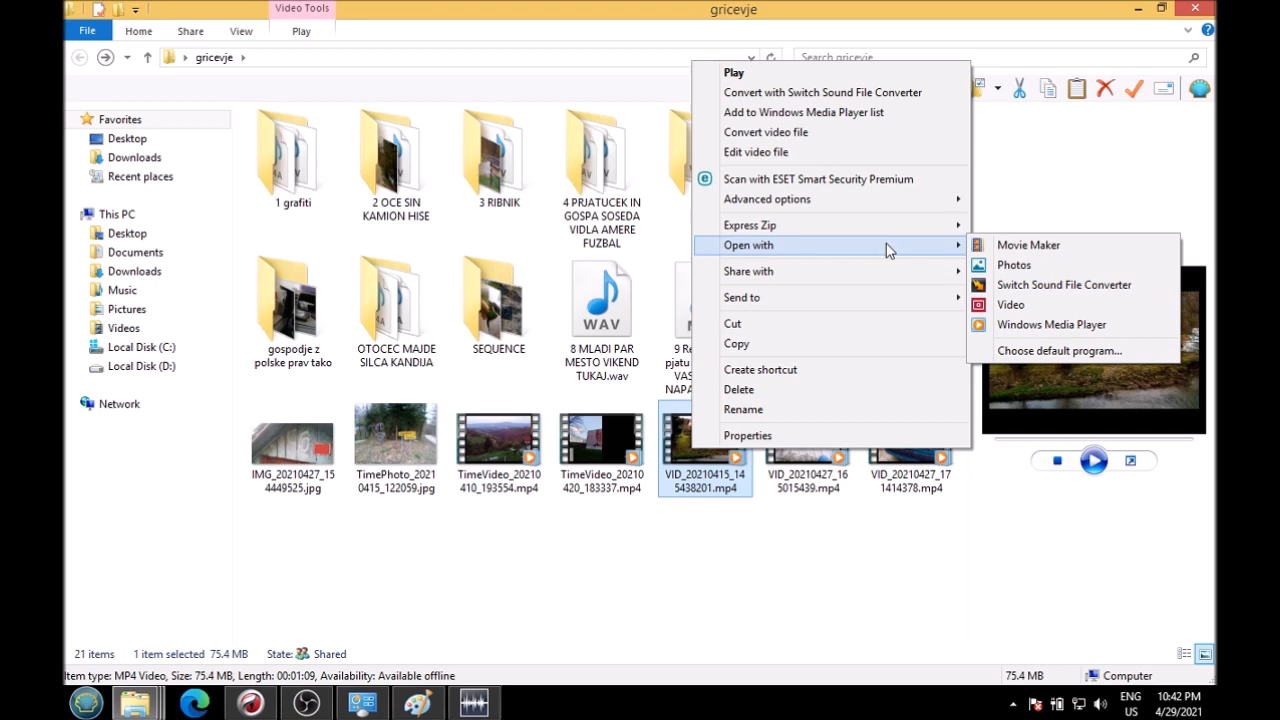 Video Tools
gricevje
File
Home
Share
View
Play
gricevje
Search gricevje
Favorites
Desktop
Downloads
Recent places
This PC
Desktop
Documents
Downloads
Music
Pictures
Videos
Local Disk (C:)
Local Disk (D:)
Network
1 grafiti
2 OCE SIN
KAMION HISE
3 RIBNIK
4 PRJATUCEK IN
GOSPA SOSEDA
VIDLA AMERE
FUZBAL
gospodje z
polske prav tako
OTOCEC MAJDE
SILCA KANDIJA
SEQUENCE
WAV
8 MLADI PAR
MESTO VIKEND
TUKAJ.wav
9 Re
pjatu
VAS
NAPA
IMG_20210427_15
4449525.jpg
TimePhoto_2021
0415_122059.jpg
TimeVideo_20210
410_193554.mp4
TimeVideo_20210
420_183337.mp4
VID_20210415_14
5438201.mp4
VID_20210427_16
5015439.mp4
VID_20210427_17
1414378.mp4
Play
Convert with Switch Sound File Converter
Add to Windows Media Player list
Convert video file
Edit video file
Scan with ESET Smart Security Premium
Advanced options
Express Zip
Open with
Share with
Send to
Cut
Copy
Create shortcut
Delete
Rename
Properties
Movie Maker
Photos
Switch Sound File Converter
Video
Windows Media Player
Choose default program...
21 items
1 item selected 75.4 MB
State:
Shared
Item type: MP4 Video, Size: 75.4 MB, Length: 00:01:09, Availability: Available offline
75.4 MB
Computer
ENG
US
10:42 PM
4/29/2021